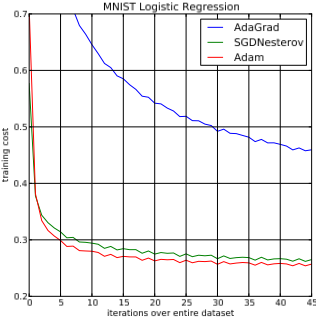 MNIST Logistic Regression
0.7
AdaGrad
SGDNesterov
Adam
0.6
0.5
training cost
0.4
0.3
0.2
0 5 10 15 20 25 30 35 40 45
iterations over entire dataset